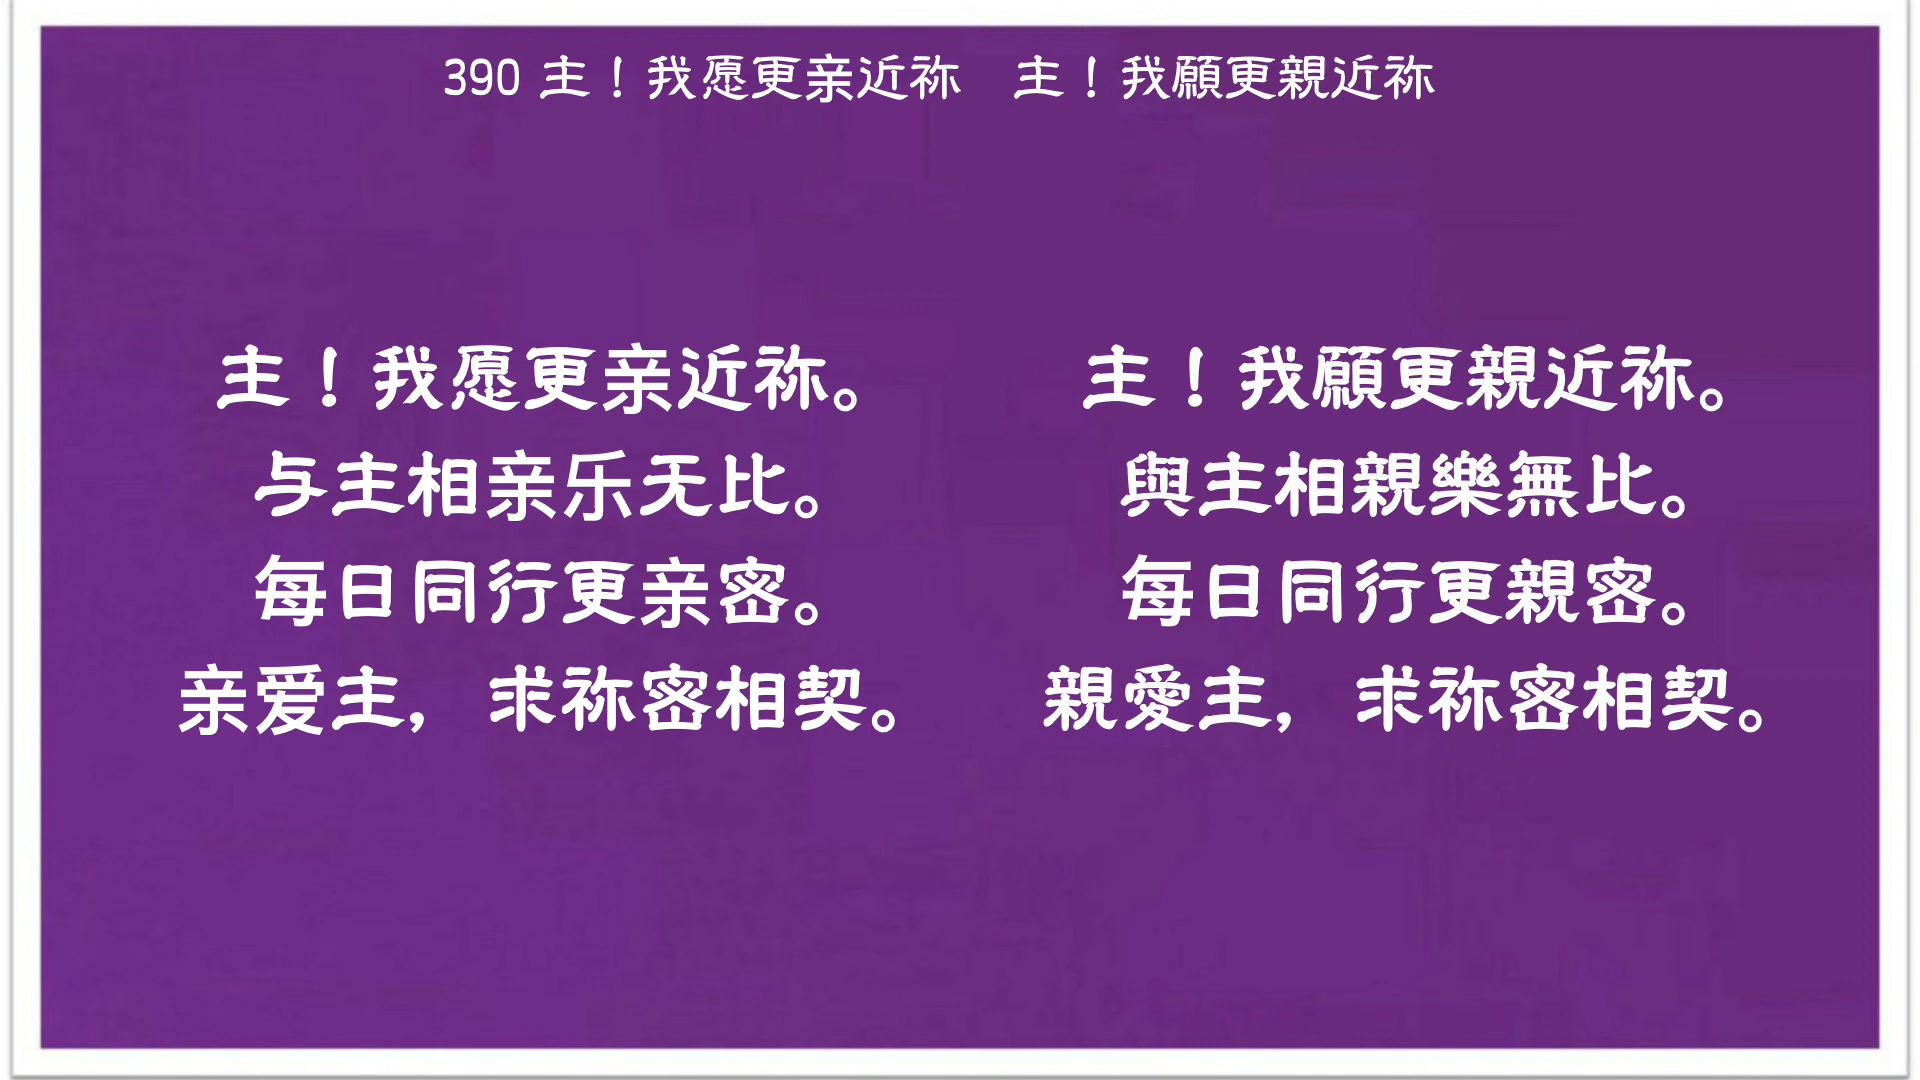 390 主！我愿更亲近祢　主！我願更親近祢
主！我愿更亲近祢。
与主相亲乐无比。
每日同行更亲密。
亲爱主，求祢密相契。
主！我願更親近祢。
與主相親樂無比。
每日同行更親密。
親愛主，求祢密相契。